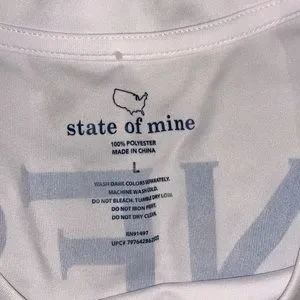 state of mine
100% POLYESTER
MADE IN CHINA
L
WASH DARK COLORS SEPARATELY.
MACHINE WASH COLD.
DO NOT BLEACH. TUMBLE DRY LOW.
DO NOT IRON PRINT.
DO NOT DRY CLEAN.
RN91497